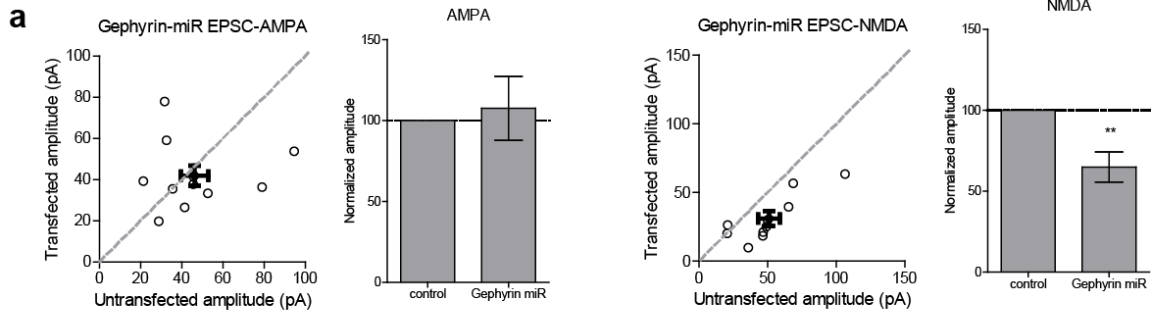 a
Gephyrin-miR EPSC-AMPA
Transfected amplitude (pA)
100
80
60
40
20
0
0 20 40 60 80 100
Untransfected amplitude (pA)
AMPA
Normalized amplitude
150
100
50
0
control Gephyrin miR
Gephyrin-miR EPSC-NMDA
Transfected amplitude (pA)
150
100
50
0
0 50 100 150
Untransfected amplitude (pA)
NMDA
Normalized amplitude
150
100
50
0
**
control Gephyrin miR